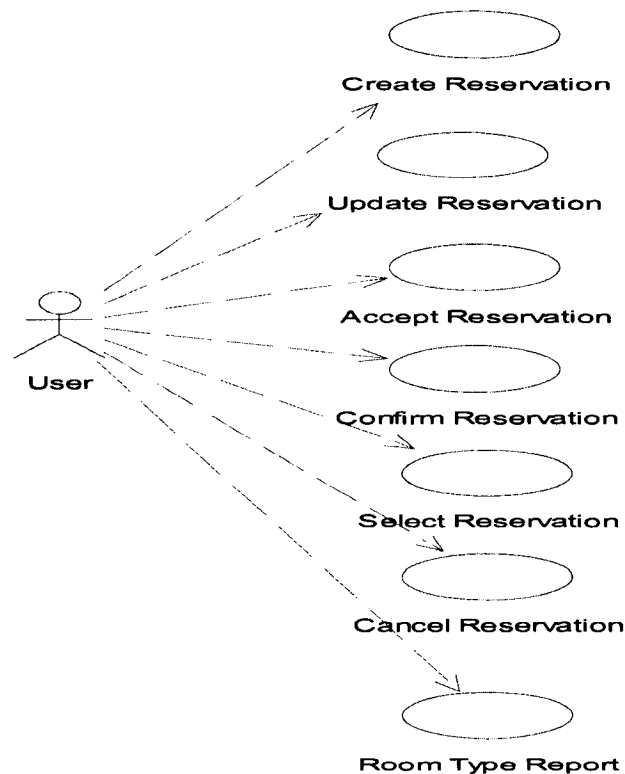 Create Reservation
Update Reservation
Accept Reservation
User
Confirm Reservation
Select Reservation
Cancel Reservation
Room Type Report